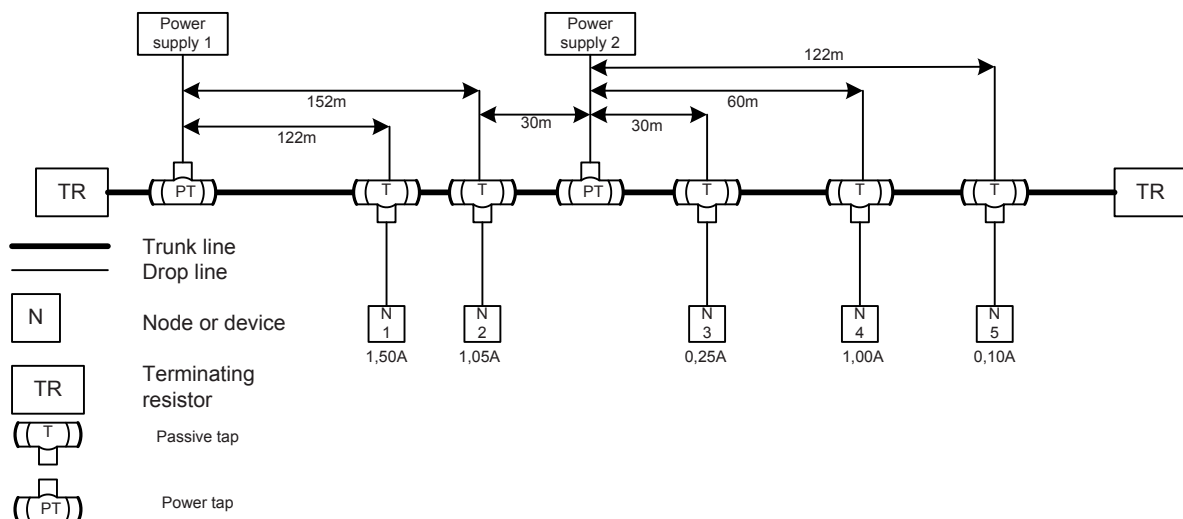 Power
supply 1
Power
supply 2
122m
152m
60m
30m
30m
122m
TR
PT
T
T
PT
T
T
T
TR
Trunk line
Drop line
N
1
N
2
N
3
N
4
N
5
N
Node or device
1,50A
1,05A
0,25A
1,00A
0,10A
TR
Terminating
resistor
T
Passive tap
PT
Power tap